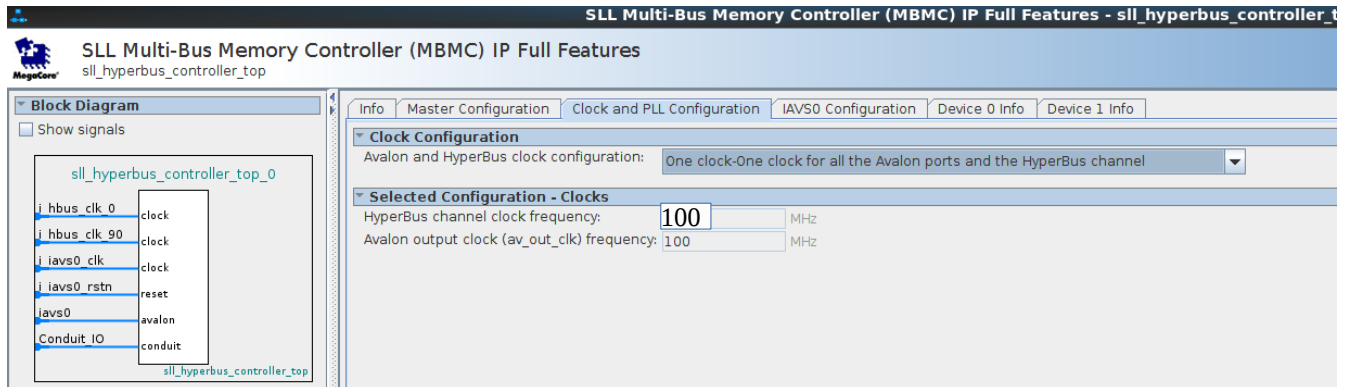 SLL Multi-Bus Memory Controller (MBMC) IP Full Features - sll_hyperbus_controller_t
SLL Multi-Bus Memory Controller (MBMC) IP Full Features
MegaCore'
sll_hyperbus_controller_top
Block Diagram
Show signals
sll_hyperbus_controller_top_0
i_hbus_clk_0
clock
i_hbus_clk_90
clock
i_iavs0_clk
clock
i_iavs0_rstn
reset
iavs0
avalon
Conduit_IO
conduit
sll_hyperbus_controller_top
Info Master Configuration Clock and PLL Configuration IAVS0 Configuration Device 0 Info Device 1 Info
Clock Configuration
Avalon and HyperBus clock configuration: One clock-One clock for all the Avalon ports and the HyperBus channel
Selected Configuration - Clocks
HyperBus channel clock frequency: 100 MHz
Avalon output clock (av_out_clk) frequency: 100 MHz